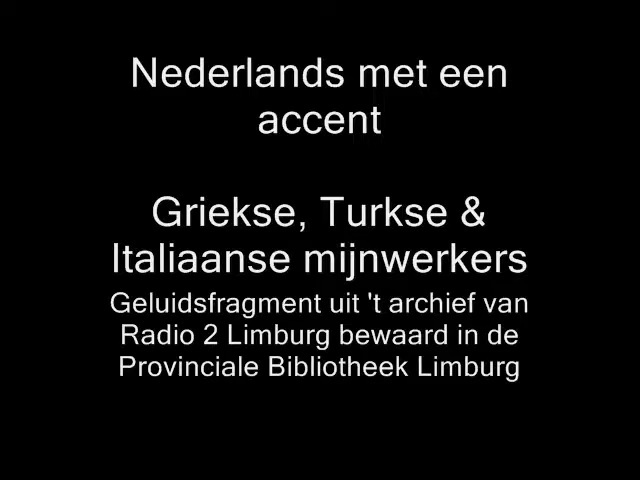 Nederlands met een
accent
Griekse, Turkse &
Italiaanse mijnwerkers
Geluidsfragment uit 't archief van
Radio 2 Limburg bewaard in de
Provinciale Bibliotheek Limburg